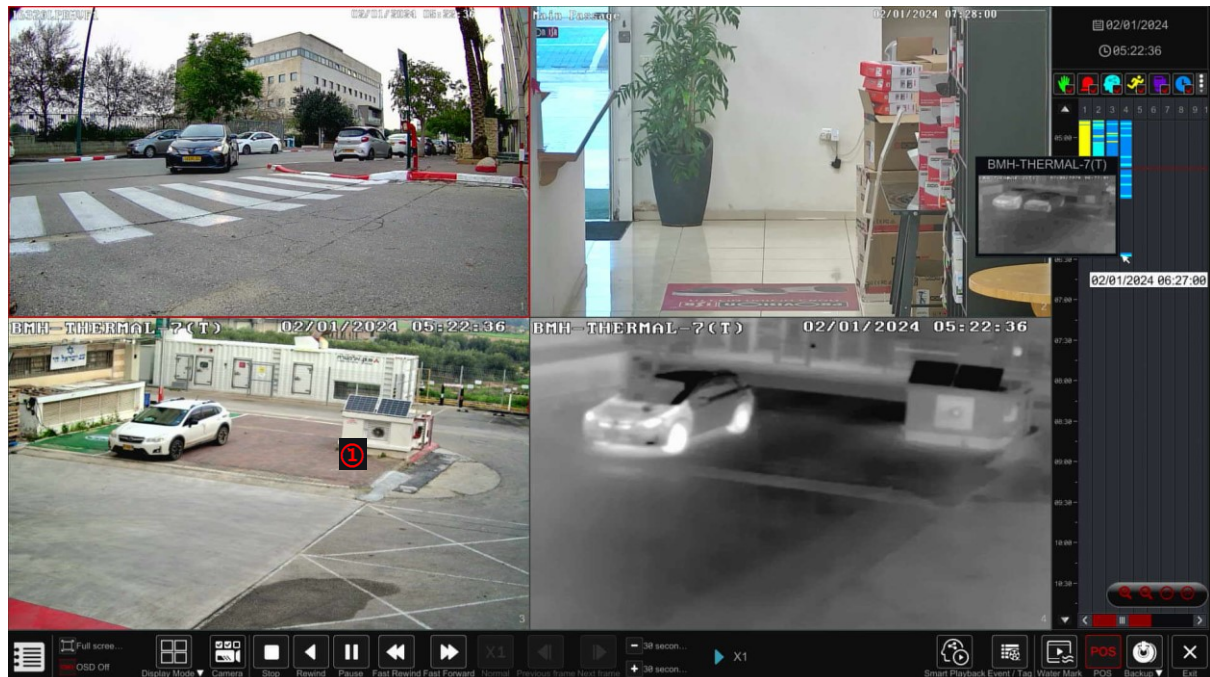 02/01/2024 05:22:36
Main Passage
02/01/2024 07:28:00
02/01/2024
05:22:36
1 2 3 4 5 6 7 8 9 1
05:00
BMH-THERMAL-7(T)
06:30
02/01/2024 06:27:00
07:00
07:30
08:00
08:30
09:30
10:00
10:30
1
2
BMH-THERMAL-7(T)
02/01/2024 05:22:36
BMH-THERMAL-7(T)
02/01/2024 05:22:36
①
3
4
Full scree...
OSD Off
Display Mode
Camera
Stop
Rewind
Pause
Fast Rewind
Fast Forward
X1
Normal
Previous frame
Next frame
30 secon...
30 secon...
X1
Smart Playback
Event / Tag
Water Mark
POS
POS
Backup
Exit